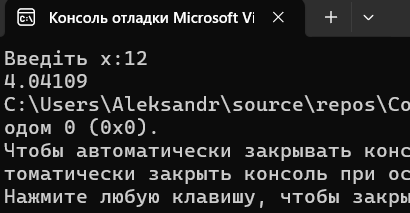 Консоль отладки Microsoft Vi
Введіть x:12
4.04109
C:\Users\Aleksandr\source\repos\Co
одом 0 (0x0).
Чтобы автоматически закрывать конс
томатически закрыть консоль при ос
Нажмите любую клавишу, чтобы закры